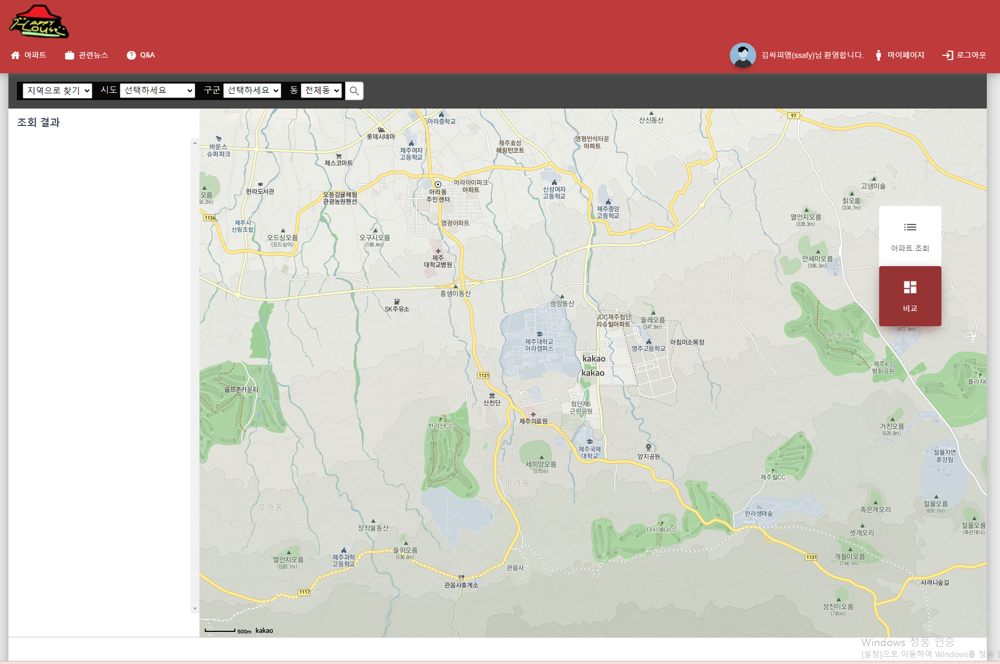 HAPPY
House
아파트
관련뉴스
Q&A
김싸피엥(ssafy)님 환영합니다.
마이페이지
로그아웃
지역으로 찾기
시도
선택하세요
구군
선택하세요
동
전체동
조회 결과
아라중학교
산신동산
97
롯데시네마
바운스
슈퍼파크
제주여자
고등학교
제주효성
해링턴코트
영평반석타운
아파트
제스코마트
한라도서관
오름
50.2m)
오등감귤체험
관광농원펜션
아라동
주민센터
아라아이파크
아파트
신성여자
고등학교
고냉이술
칡오름
(334.7m)
제주중앙
고등학교
열안지오름
(328.3m)
1136
제주시
산림조합
염광아파트
오드싱오름
(오드싱이)
오구시오름
(188.4m)
아파트 조회
제주
대학교병원
안세미오름
(396.3m)
홍샘이동산
SK주유소
궝망동산
비교
JDC제주첨단
리슈빌아파트
들레오름
(347.6m)
(427.5m)
봉개동
제주대학교
아라캠퍼스
영주고등학교
아침미소목장
kakao
kakao
제주4.3
평화공원
1131
골프존카운티
플라자C
산천단
첨단제5
근린공원
제주의료원
한라산CC
거친오름
(620.8m)
제주국제
대학교
양지공원
절물자연
휴양림
세미양오름
(575m)
제주힐CC
아라동
오라동
한라생태숲
족은개오리
절물오름
(697.7m)
장작울동산
더시에나CC
셋개오리
절물오름
(족은대나)
들위오름
(536.6m)
열안지오름
(583.1m)
제주과학
고등학교
1131
개월이오름
(744.1m)
관음사
관음사휴게소
사려니숲길
1117
성진이오름
(700m)
500m
kakao
Windows 정품 인증
[설정]으로 이동하여 Windows를 정품